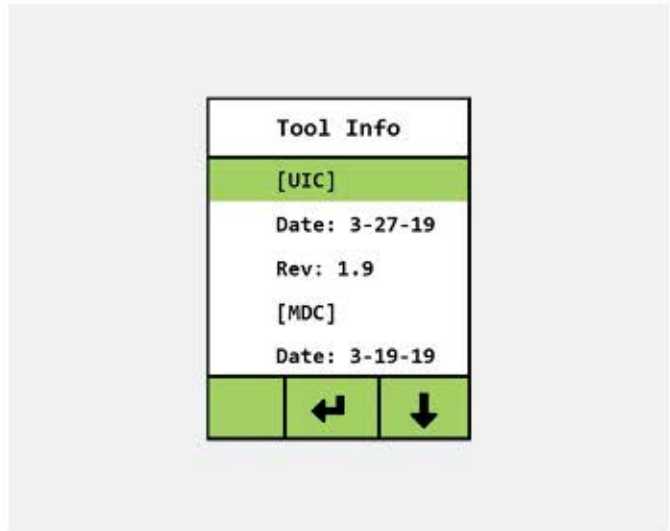 Tool Info
[UIC]
Date: 3-27-19
Rev: 1.9
[MDC]
Date: 3-19-19